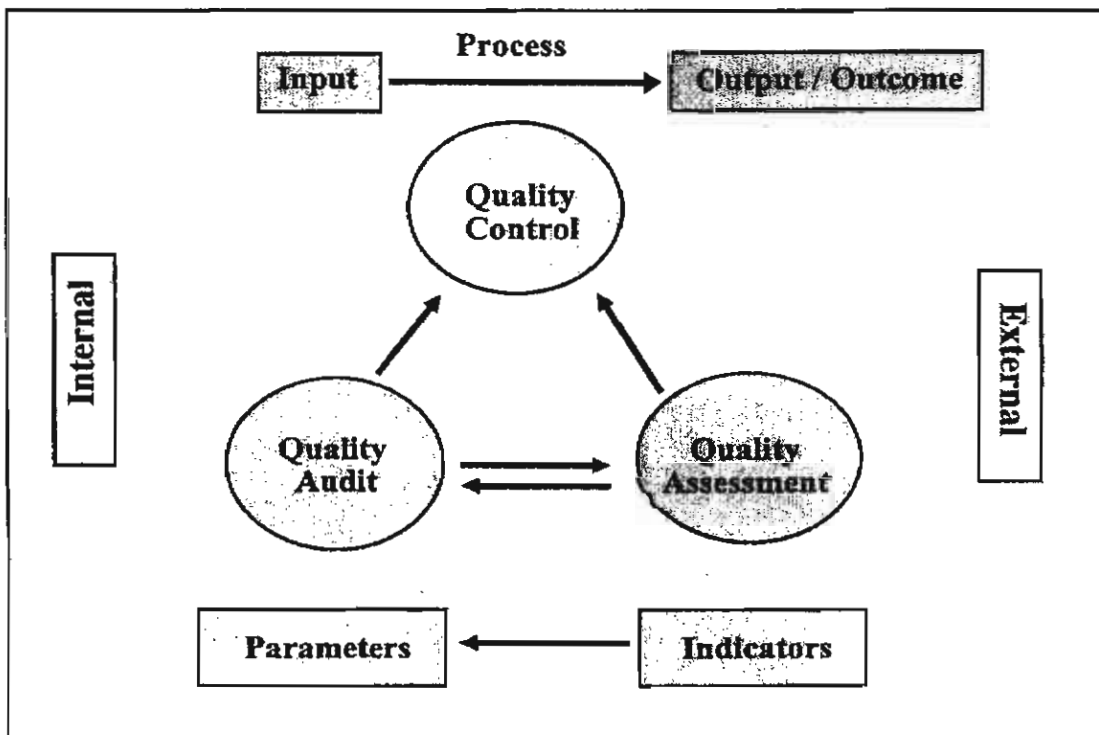 Process
Input
Output / Outcome
Quality
Control
Internal
External
Quality
Audit
Quality
Assessment
Parameters
Indicators